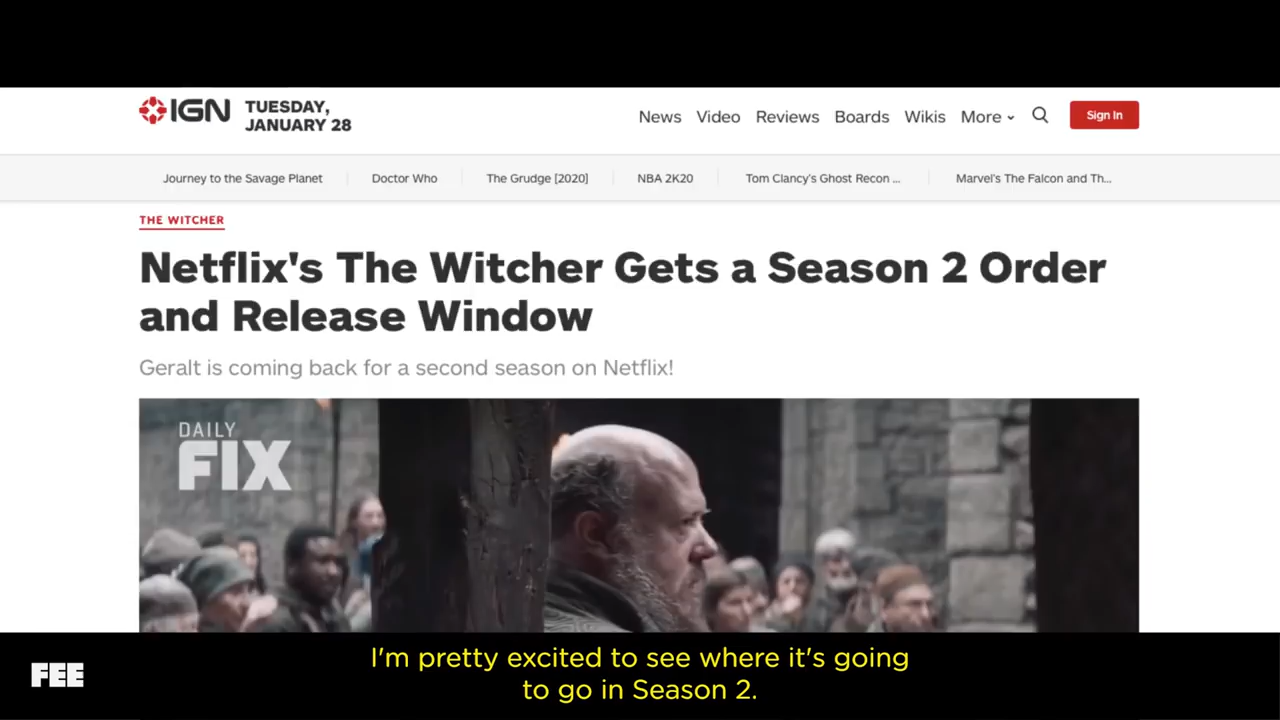 IGN
TUESDAY,
JANUARY 28
News Video Reviews Boards Wikis More
Sign In
Journey to the Savage Planet
Doctor Who
The Grudge [2020]
NBA 2K20
Tom Clancy's Ghost Recon ...
Marvel's The Falcon and Th...
THE WITCHER
Netflix's The Witcher Gets a Season 2 Order
and Release Window
Geralt is coming back for a second season on Netflix!
DAILY
FIX
I'm pretty excited to see where it's going
to go in Season 2.
FEE